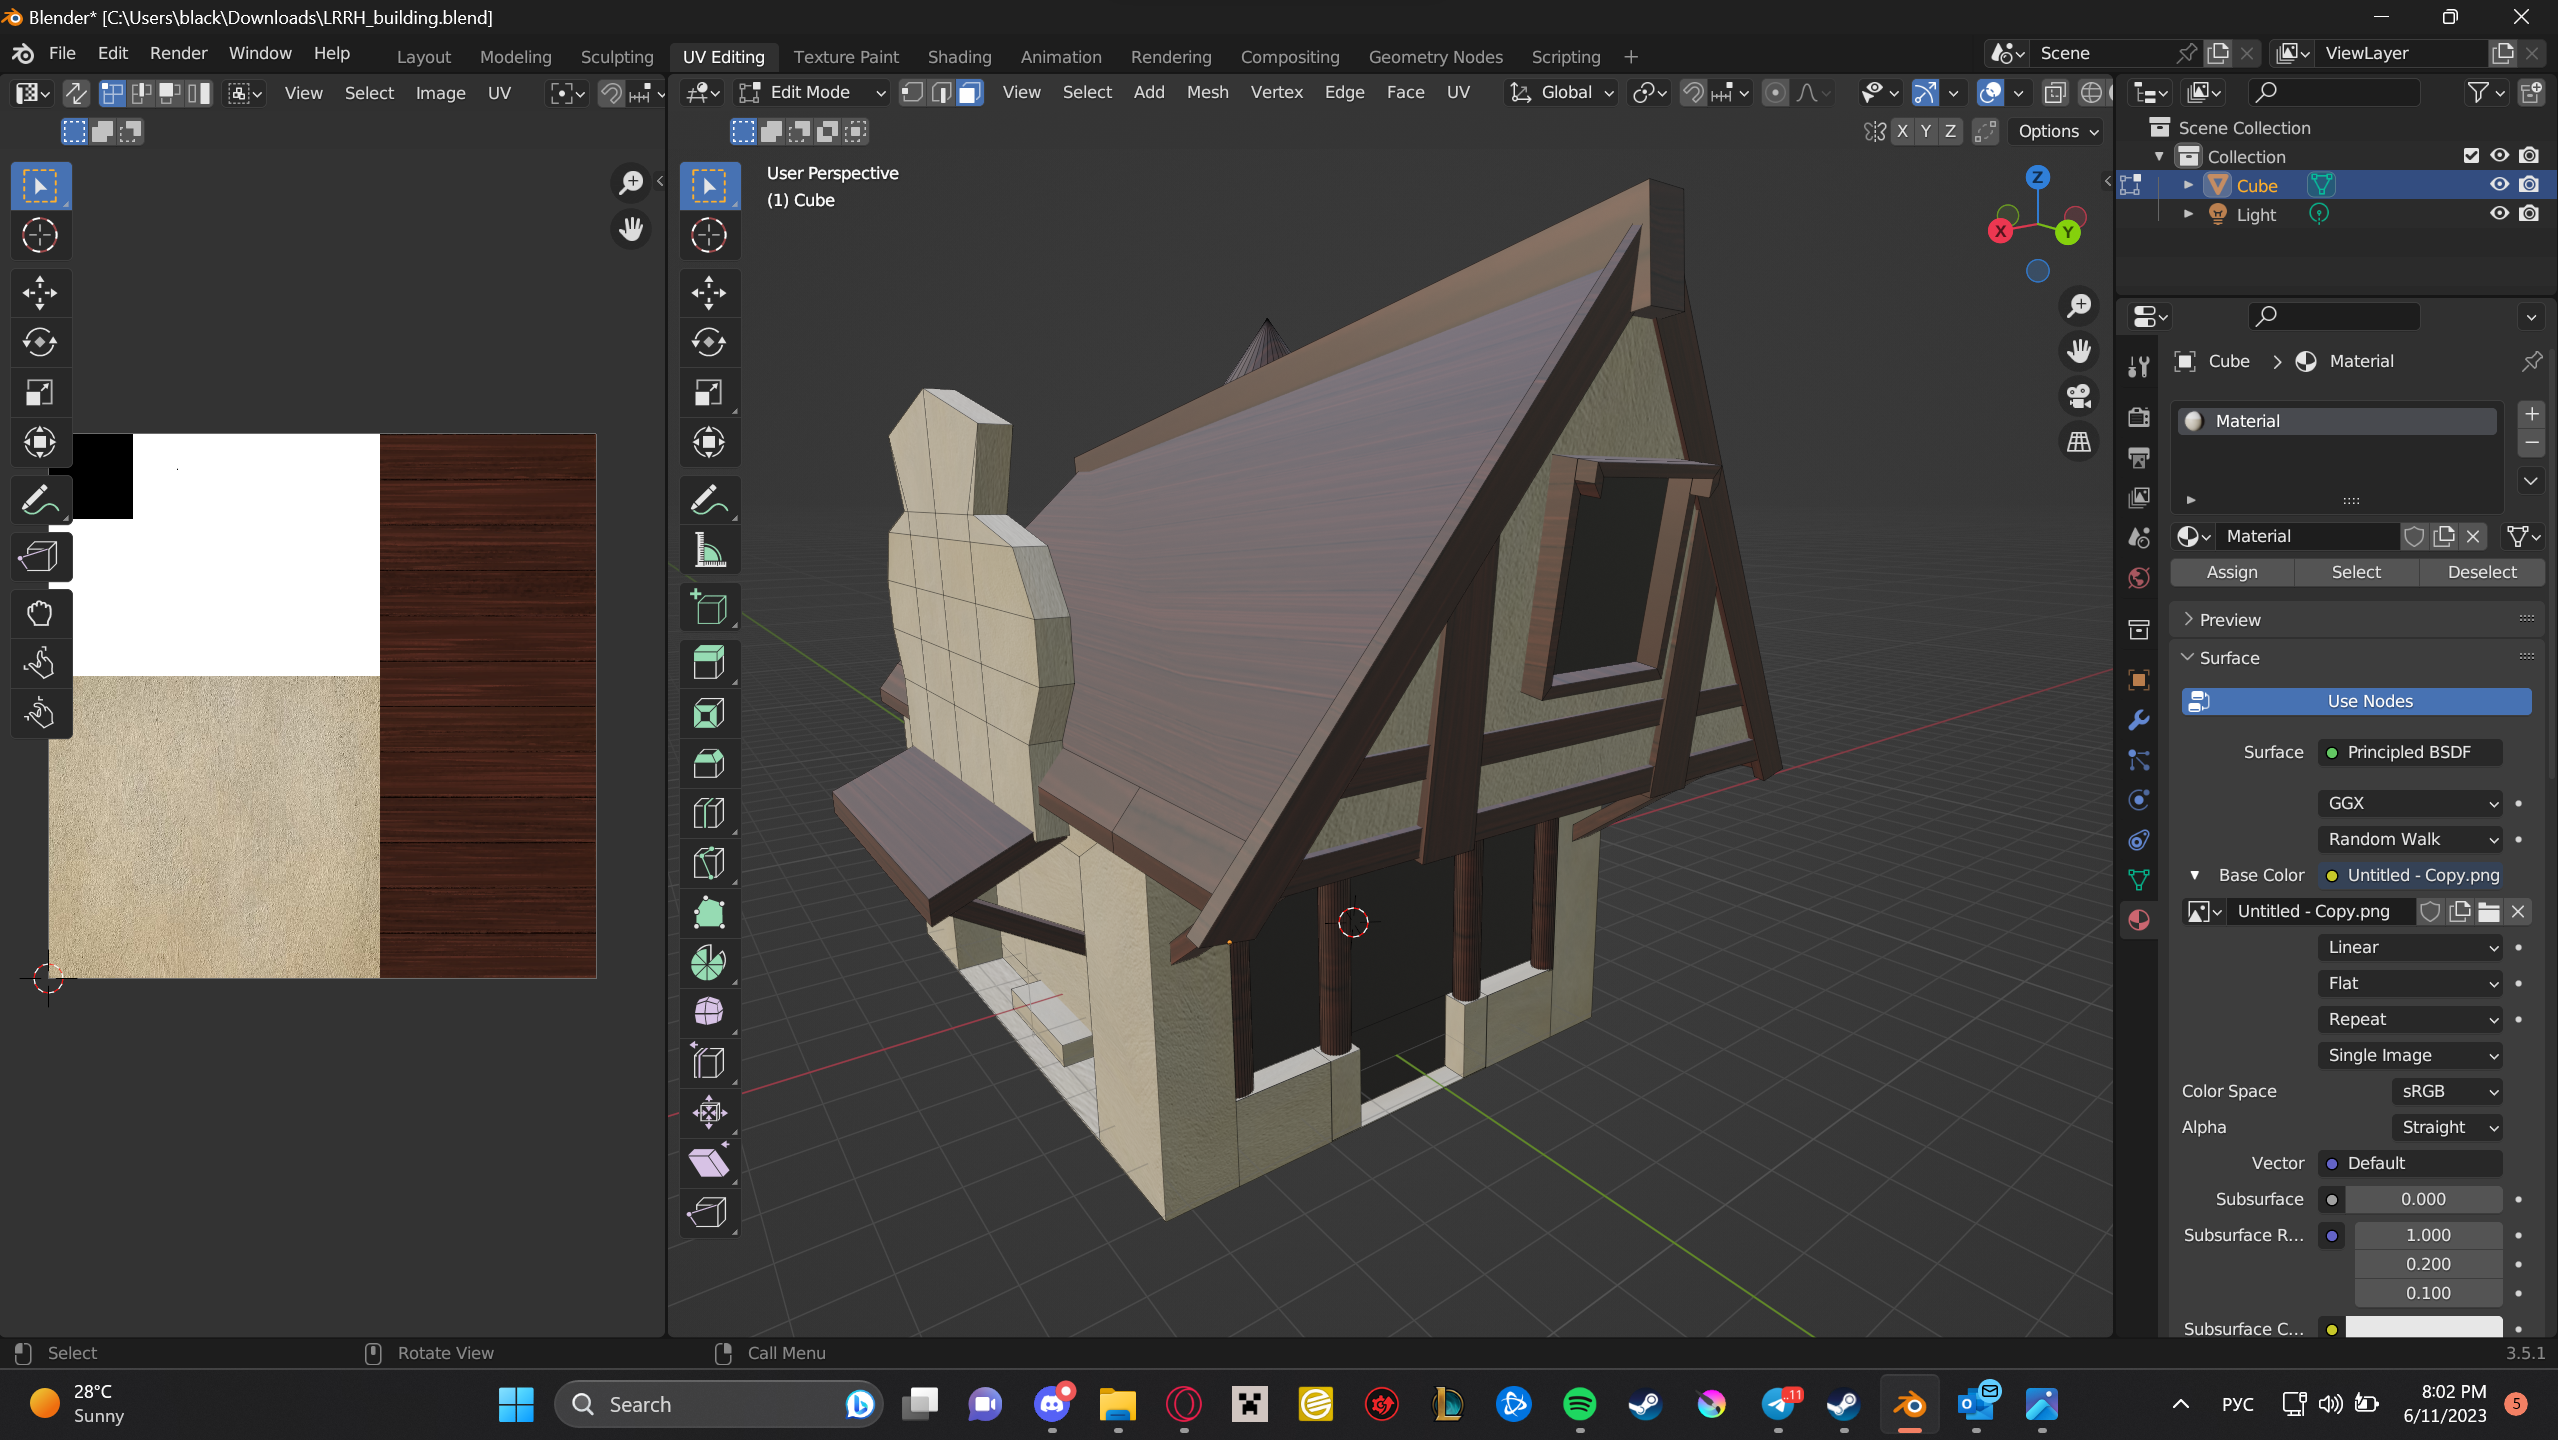 Blender* [C:\Users\black\Downloads\LRRH_building.blend]
File Edit Render Window Help
Layout Modeling Sculpting UV Editing Texture Paint Shading Animation Rendering Compositing Geometry Nodes Scripting +
Scene
ViewLayer
View Select Image UV
Edit Mode
View Select Add Mesh Vertex Edge Face UV
Global
X Y Z
Options
User Perspective
(1) Cube
Z
X
Y
Scene Collection
Collection
Cube
Light
Cube > Material
Material
Material
Assign Select Deselect
Preview
Surface
Use Nodes
Surface Principled BSDF
GGX
Random Walk
Base Color Untitled - Copy.png
Untitled - Copy.png
Linear
Flat
Repeat
Single Image
Color Space sRGB
Alpha Straight
Vector Default
Subsurface 0.000
Subsurface R... 1.000
0.200
0.100
Subsurface C...
Select
Rotate View
Call Menu
3.5.1
28°C
Sunny
Search
..11
РУС
8:02 PM
6/11/2023
5